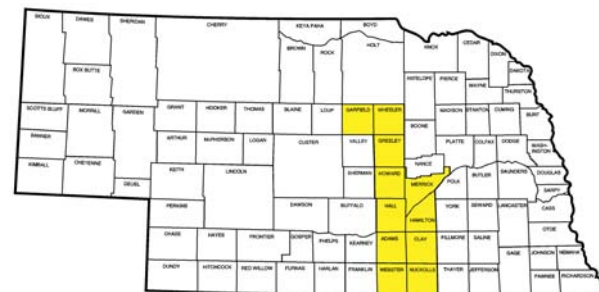 SIOUX DAWES SHERIDAN CHERRY KEYA PAHA BOYD
BROWN ROCK HOLT KNOX CEDAR DIXON DAKOTA
BOX BUTTE ANTELOPE PIERCE WAYNE THURSTON
SCOTTS BLUFF MORRILL GARDEN GRANT HOOKER THOMAS BLAINE LOUP GARFIELD WHEELER MADISON STANTON CUMING BURT
BANNER ARTHUR McPHERSON LOGAN CUSTER VALLEY GREELEY BOONE PLATTE COLFAX DODGE WASH-
INGTON
KIMBALL CHEYENNE DEUEL KEITH LINCOLN SHERMAN HOWARD NANCE MERRICK POLK BUTLER SAUNDERS DOUGLAS
SARPY
PERKINS DAWSON BUFFALO HALL HAMILTON YORK SEWARD LANCASTER CASS
OTOE
CHASE HAYES FRONTIER GOSPER PHELPS KEARNEY ADAMS CLAY FILLMORE SALINE GAGE JOHNSON NEMAHA
DUNDY HITCHCOCK RED WILLOW FURNAS HARLAN FRANKLIN WEBSTER NUCKOLLS THAYER JEFFERSON PAWNEE RICHARDSON